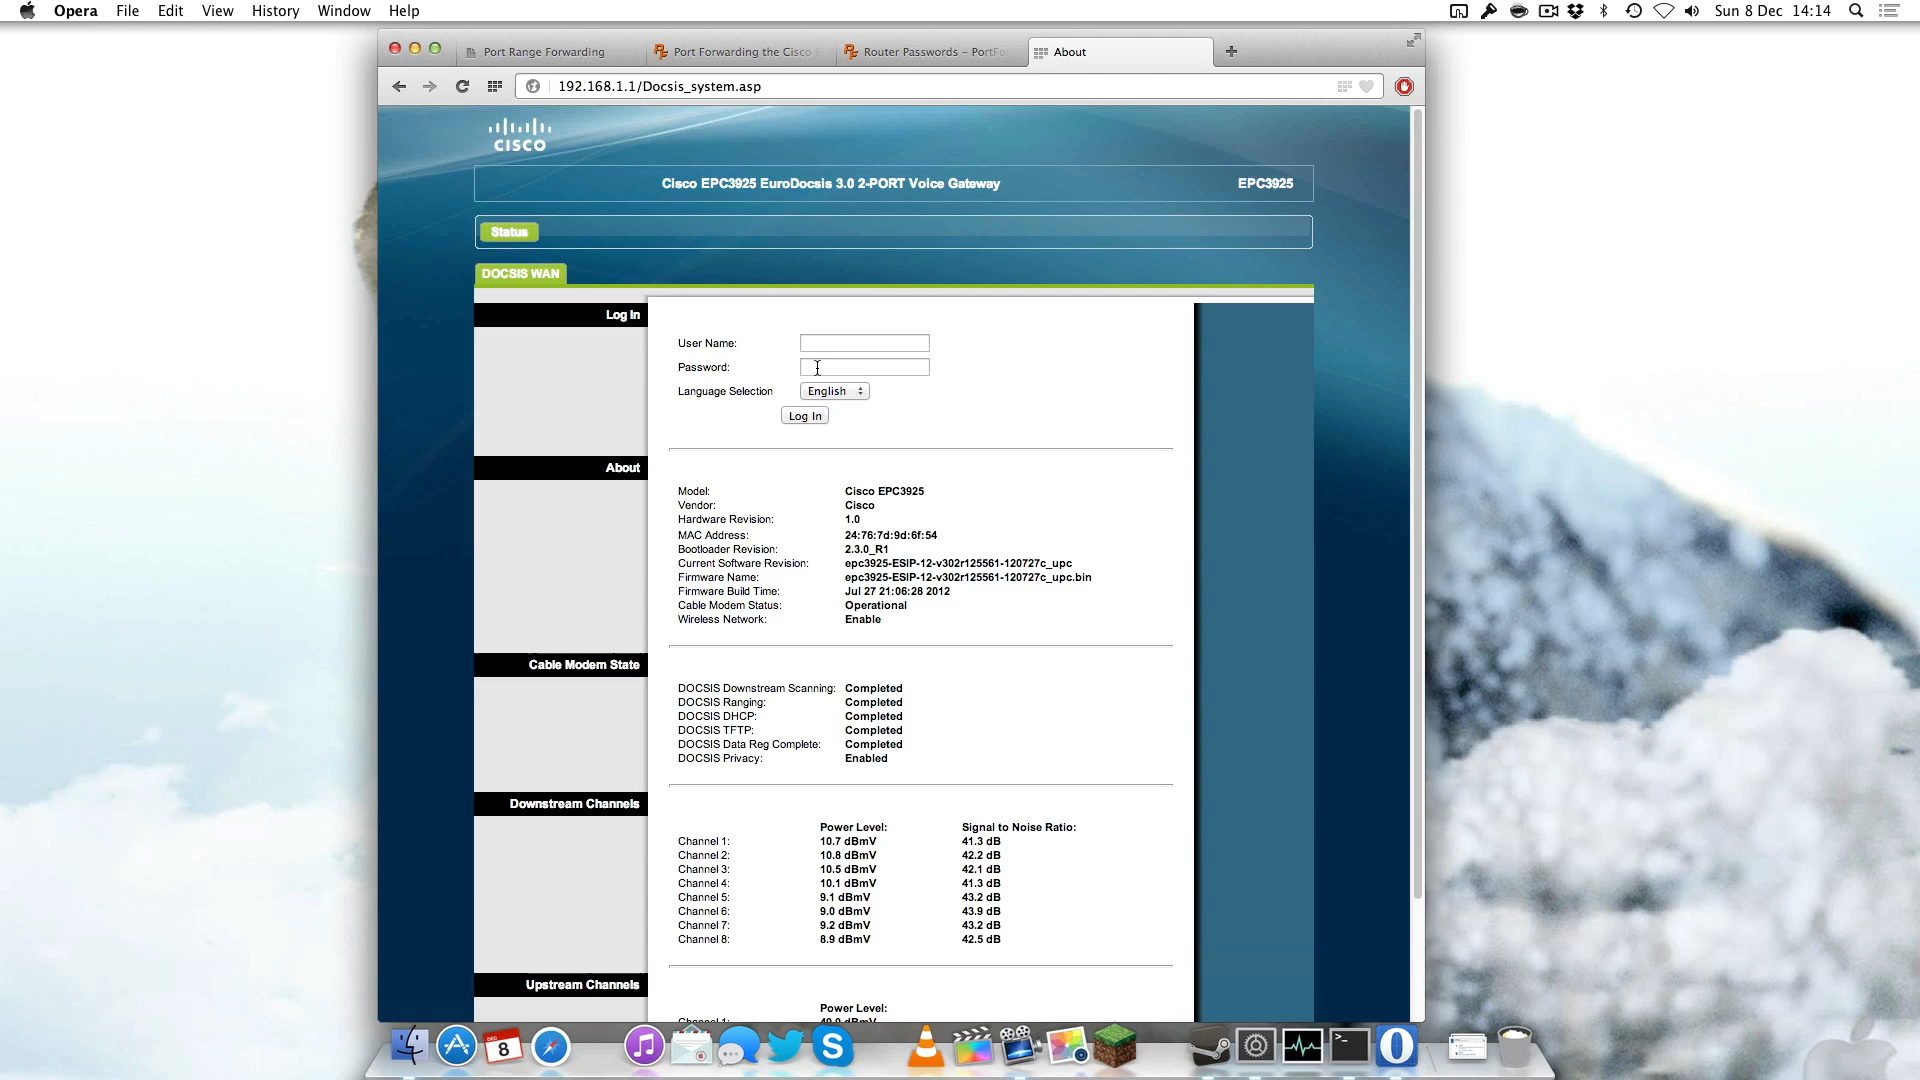 Opera File Edit View History Window Help Sun 8 Dec 14:14
Port Range Forwarding Port Forwarding the Cisco Router Passwords – PortFo About
192.168.1.1/Docsis_system.asp
CISCO
Cisco EPC3925 EuroDocsis 3.0 2-PORT Voice Gateway EPC3925
Status
DOCSIS WAN
Log In
User Name:
Password:
Language Selection English
Log In
About
Model: Cisco EPC3925
Vendor: Cisco
Hardware Revision: 1.0
MAC Address: 24:76:7d:9d:6f:54
Bootloader Revision: 2.3.0_R1
Current Software Revision: epc3925-ESIP-12-v302r125561-120727c_upc
Firmware Name: epc3925-ESIP-12-v302r125561-120727c_upc.bin
Firmware Build Time: Jul 27 21:06:28 2012
Cable Modem Status: Operational
Wireless Network: Enable
Cable Modem State
DOCSIS Downstream Scanning: Completed
DOCSIS Ranging: Completed
DOCSIS DHCP: Completed
DOCSIS TFTP: Completed
DOCSIS Data Reg Complete: Completed
DOCSIS Privacy: Enabled
Downstream Channels
Power Level: Signal to Noise Ratio:
Channel 1: 10.7 dBmV 41.3 dB
Channel 2: 10.8 dBmV 42.2 dB
Channel 3: 10.5 dBmV 42.1 dB
Channel 4: 10.1 dBmV 41.3 dB
Channel 5: 9.1 dBmV 43.2 dB
Channel 6: 9.0 dBmV 43.9 dB
Channel 7: 9.2 dBmV 43.2 dB
Channel 8: 8.9 dBmV 42.5 dB
Upstream Channels
Power Level:
Channel 1:
DEC
8